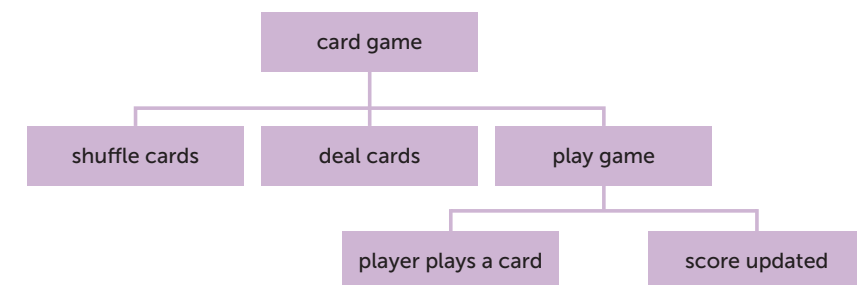 card game
shuffle cards
deal cards
play game
player plays a card
score updated